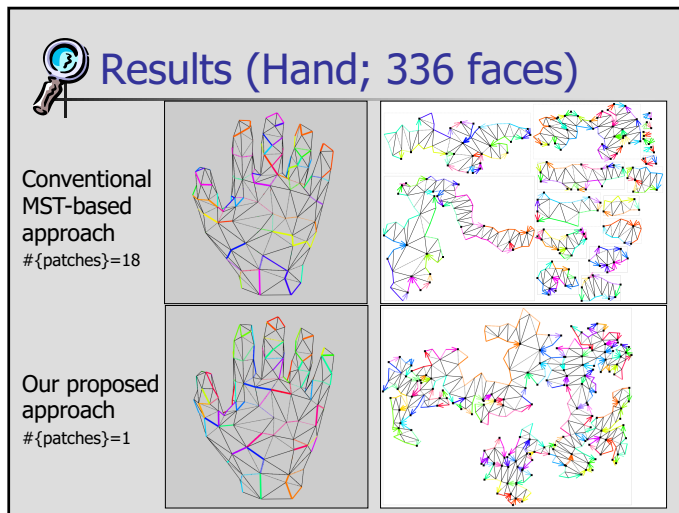 Results (Hand; 336 faces)
Conventional
MST-based
approach
#{patches}=18
Our proposed
approach
#{patches}=1